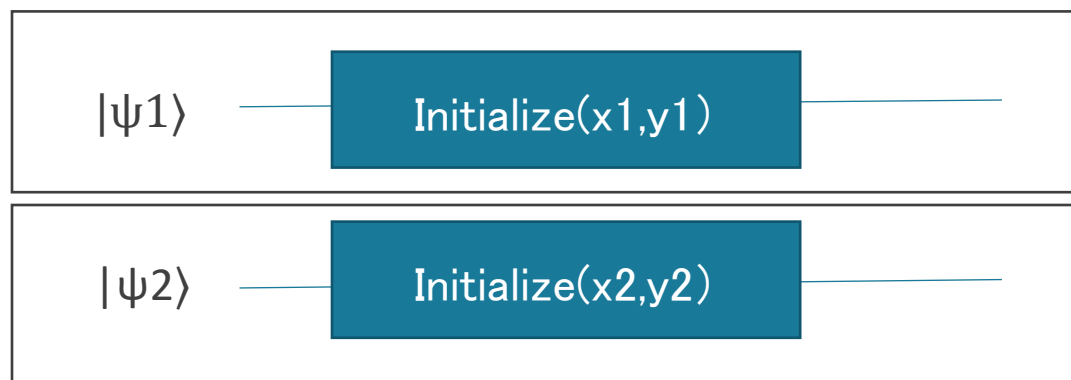 |ψ1⟩ Initialize(x1,y1)
|ψ2⟩ Initialize(x2,y2)